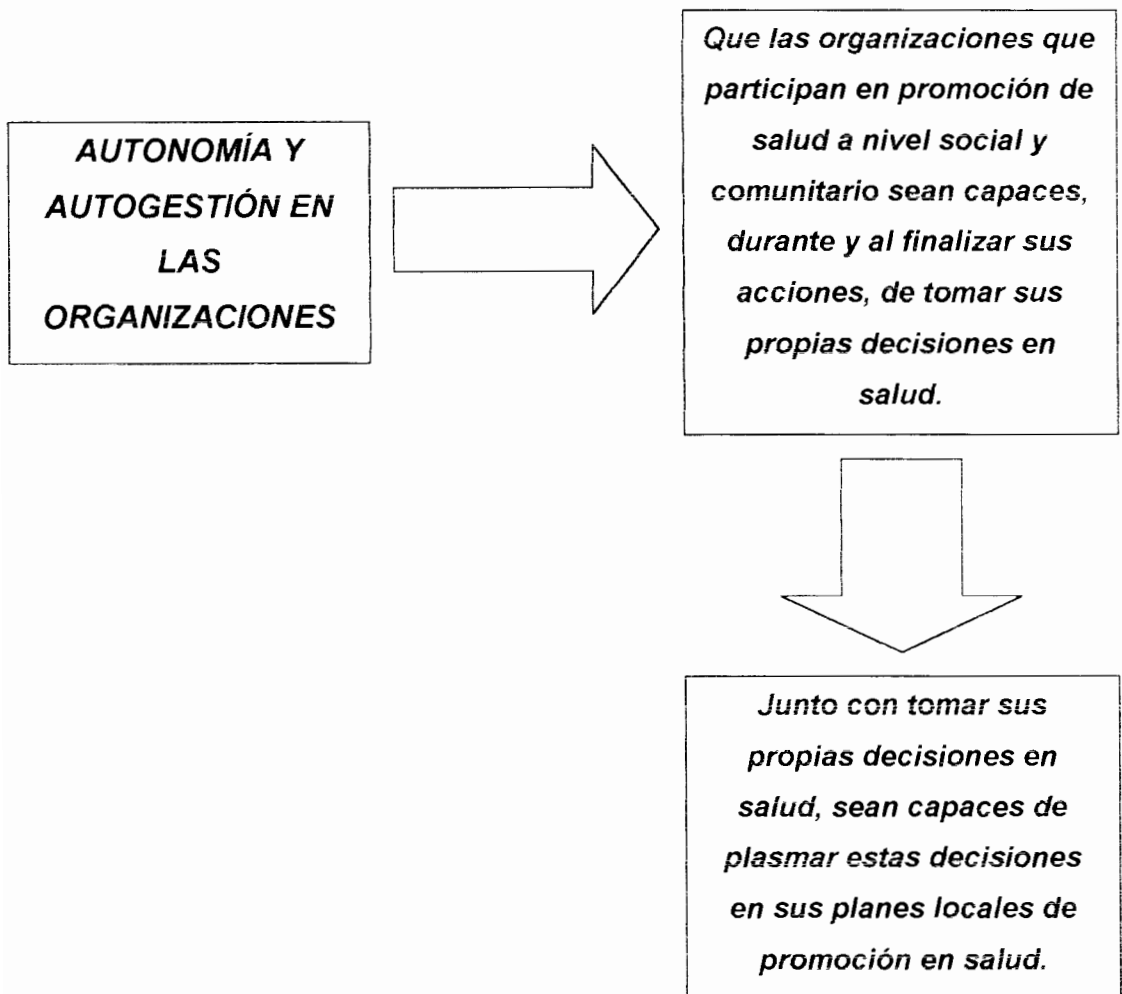 AUTONOMÍA Y
AUTOGESTIÓN EN
LAS
ORGANIZACIONES
Que las organizaciones que
participan en promoción de
salud a nivel social y
comunitario sean capaces,
durante y al finalizar sus
acciones, de tomar sus
propias decisiones en
salud.
Junto con tomar sus
propias decisiones en
salud, sean capaces de
plasmar estas decisiones
en sus planes locales de
promoción en salud.